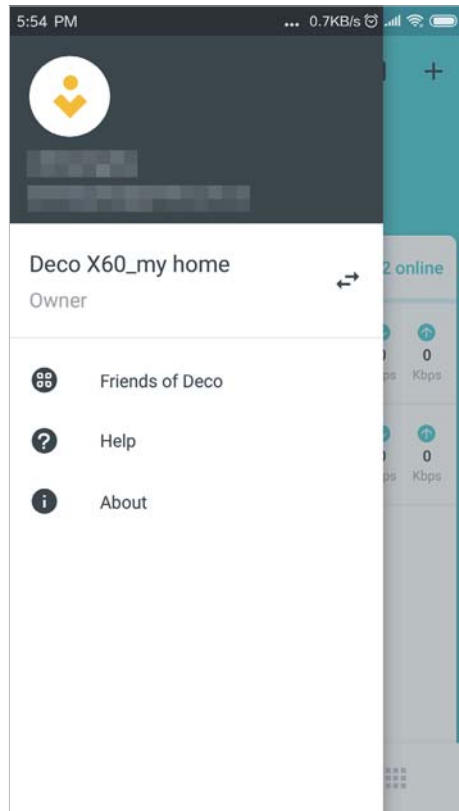 5:54 PM ... 0.7KB/s
Deco X60_my home
2 online
Owner
0
Kbps
Friends of Deco
Help
0
Kbps
About